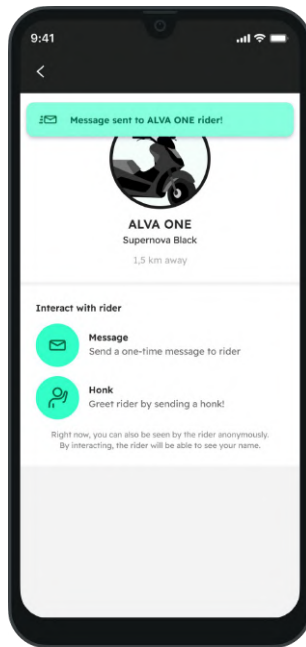 9:41
Message sent to ALVA ONE rider!
ALVA ONE
Supernova Black
1,5 km away
Interact with rider
Message
Send a one-time message to rider
Honk
Greet rider by sending a honk!
Right now, you can also be seen by the rider anonymously.
By interacting, the rider will be able to see your name.